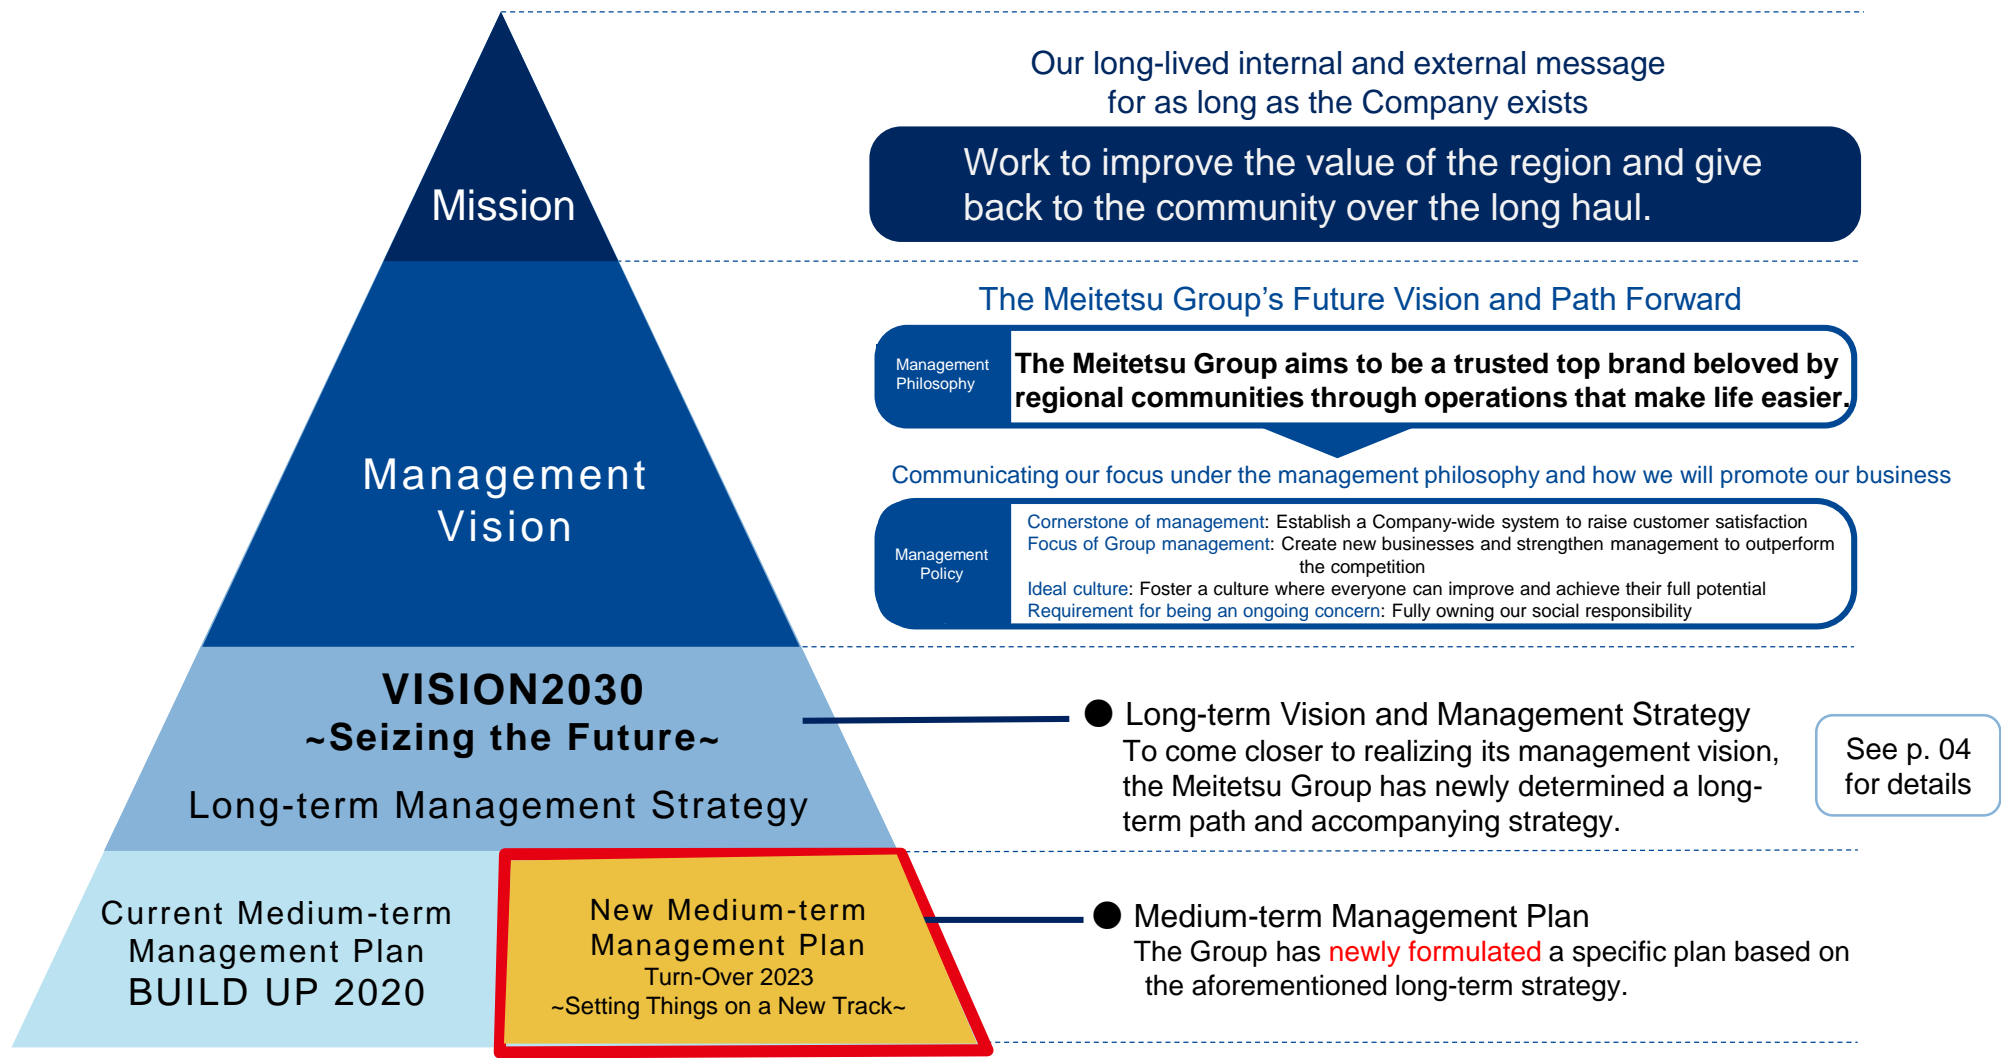 Our long-lived internal and external message
for as long as the Company exists
Work to improve the value of the region and give
back to the community over the long haul.
Mission
The Meitetsu Group’s Future Vision and Path Forward
Management
Philosophy
The Meitetsu Group aims to be a trusted top brand beloved by
regional communities through operations that make life easier.
Management
Vision
Communicating our focus under the management philosophy and how we will promote our business
Management
Policy
Cornerstone of management: Establish a Company-wide system to raise customer satisfaction
Focus of Group management: Create new businesses and strengthen management to outperform
the competition
Ideal culture: Foster a culture where everyone can improve and achieve their full potential
Requirement for being an ongoing concern: Fully owning our social responsibility
VISION2030
~Seizing the Future~
Long-term Management Strategy
● Long-term Vision and Management Strategy
To come closer to realizing its management vision,
the Meitetsu Group has newly determined a long-
term path and accompanying strategy.
See p. 04
for details
Current Medium-term
Management Plan
BUILD UP 2020
New Medium-term
Management Plan
Turn-Over 2023
~Setting Things on a New Track~
● Medium-term Management Plan
The Group has newly formulated a specific plan based on
the aforementioned long-term strategy.